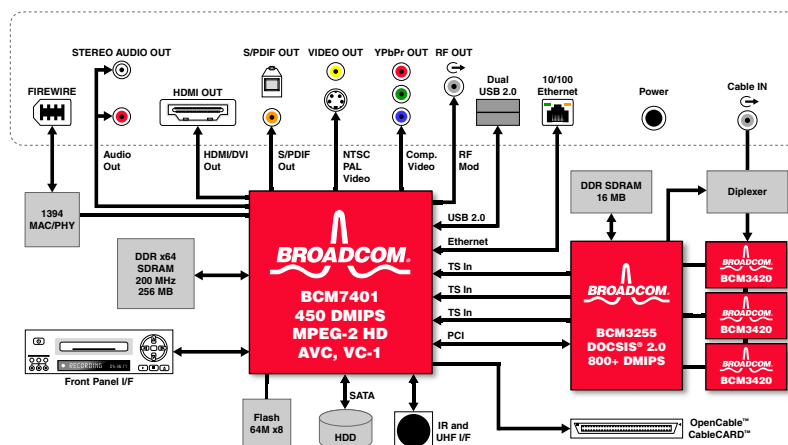 STEREO AUDIO OUT
S/PDIF OUT
VIDEO OUT
YPbPr OUT
RF OUT
FIREWIRE
HDMI OUT
Dual
USB 2.0
10/100
Ethernet
Power
Cable IN
Audio
Out
HDMI/DVI
Out
S/PDIF
Out
NTSC
PAL
Video
Comp.
Video
RF
Mod
1394
MAC/PHY
DDR SDRAM
16 MB
Diplexer
USB 2.0
Ethernet
TS In
TS In
TS In
PCI
DDR x64
SDRAM
200 MHz
256 MB
BROADCOM.
BCM7401
450 DMIPS
MPEG-2 HD
AVC, VC-1
BROADCOM.
BCM3255
DOCSIS® 2.0
800+ DMIPS
BROADCOM.
BCM3420
BROADCOM.
BCM3420
BROADCOM.
BCM3420
RECORDING
Front Panel I/F
Flash
64M x8
SATA
HDD
IR and
UHF I/F
OpenCable™
CableCARD™